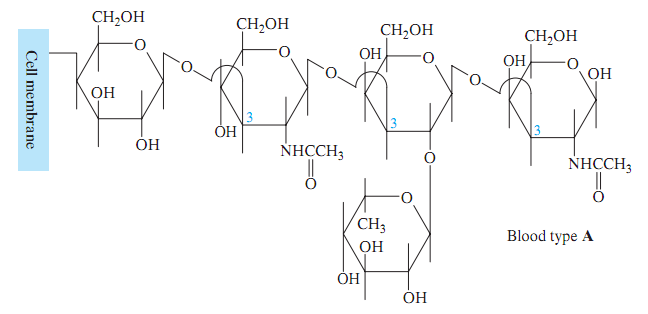 Cell membrane
CH₂OH
O
OH
OH
O
CH₂OH
O
OH
3
NHCCH₃
O
O
CH₂OH
OH
O
3
O
O
CH₂OH
OH
O
OH
3
NHCCH₃
O
O
CH₃
OH
OH
OH
Blood type A